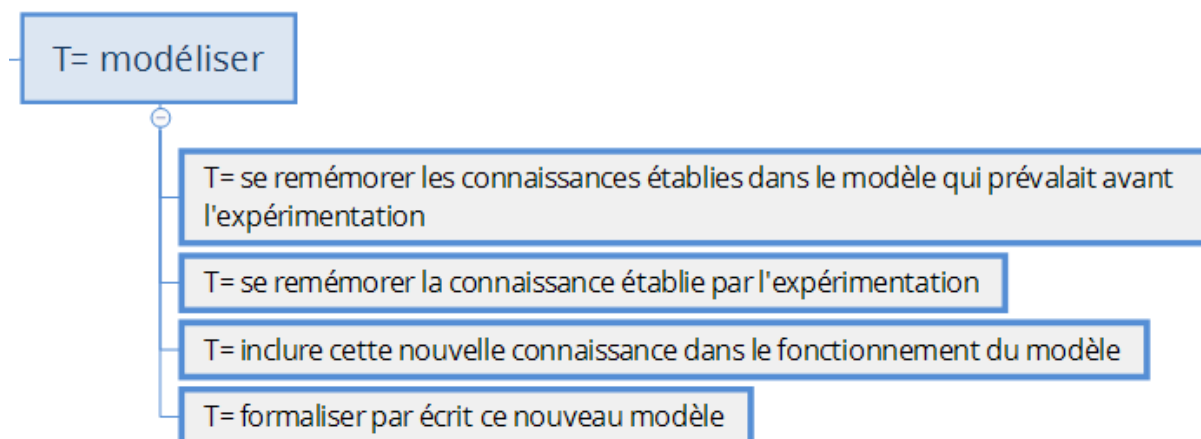 T= modéliser
T= se remémorer les connaissances établies dans le modèle qui prévalait avant
l'expérimentation
T= se remémorer la connaissance établie par l'expérimentation
T= inclure cette nouvelle connaissance dans le fonctionnement du modèle
T= formaliser par écrit ce nouveau modèle